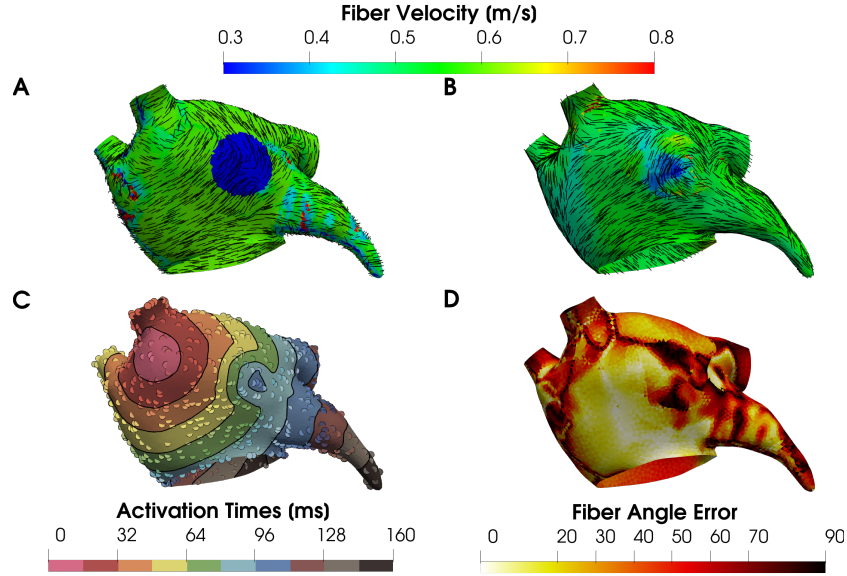 Fiber Velocity (m/s)
0.3 0.4 0.5 0.6 0.7 0.8
A B
C D
Activation Times (ms)
0 32 64 96 128 160
Fiber Angle Error
0 20 30 40 50 60 70 90